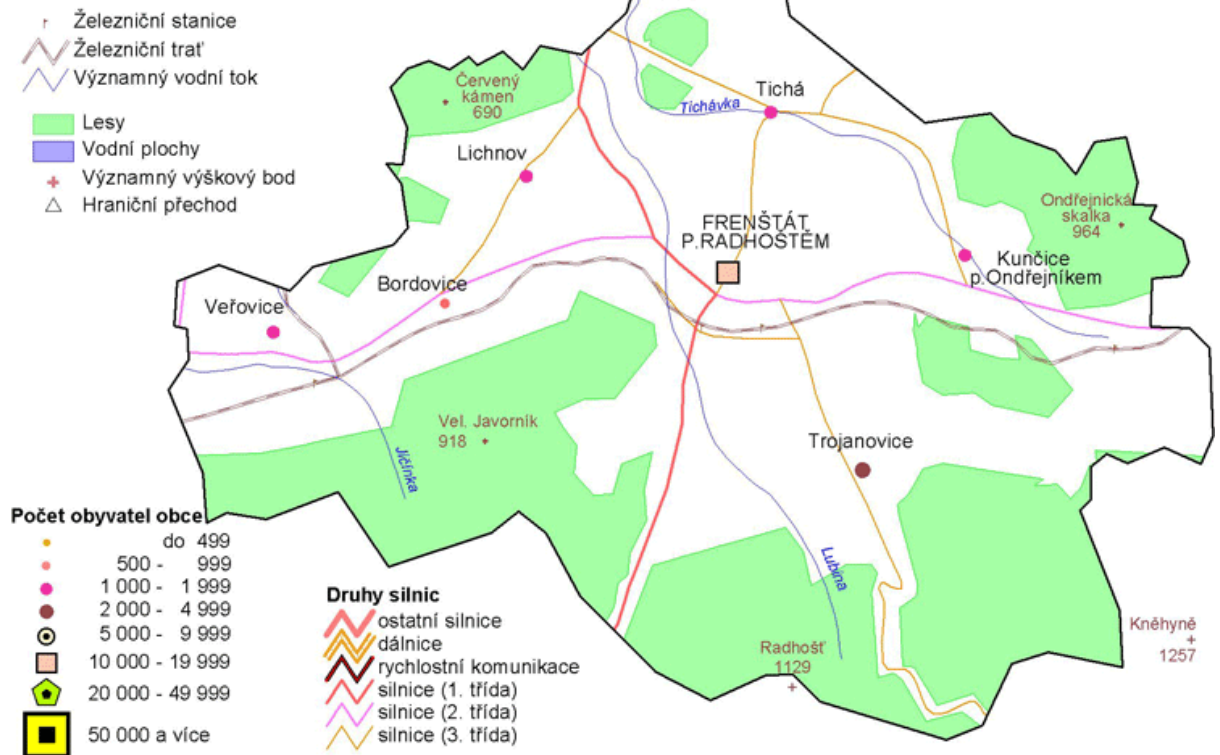 Železniční stanice
Železniční trať
Významný vodní tok
Lesy
Vodní plochy
Významný výškový bod
Hraniční přechod
Červený
kámen
690
Tichá
Tichávka
Lichnov
Ondřejnická
skalka
964
FRENŠTÁT
P.RADHOŠTĚM
Kunčice
p.Ondřejníkem
Bordovice
Veřovice
Vel. Javorník
918
Jičínka
Trojanovice
Lubina
Radhošť
1129
Kněhyně
1257
Počet obyvatel obce
do 499
500 - 999
1 000 - 1 999
2 000 - 4 999
5 000 - 9 999
10 000 - 19 999
20 000 - 49 999
50 000 a více
Druhy silnic
ostatní silnice
dálnice
rychlostní komunikace
silnice (1. třída)
silnice (2. třída)
silnice (3. třída)